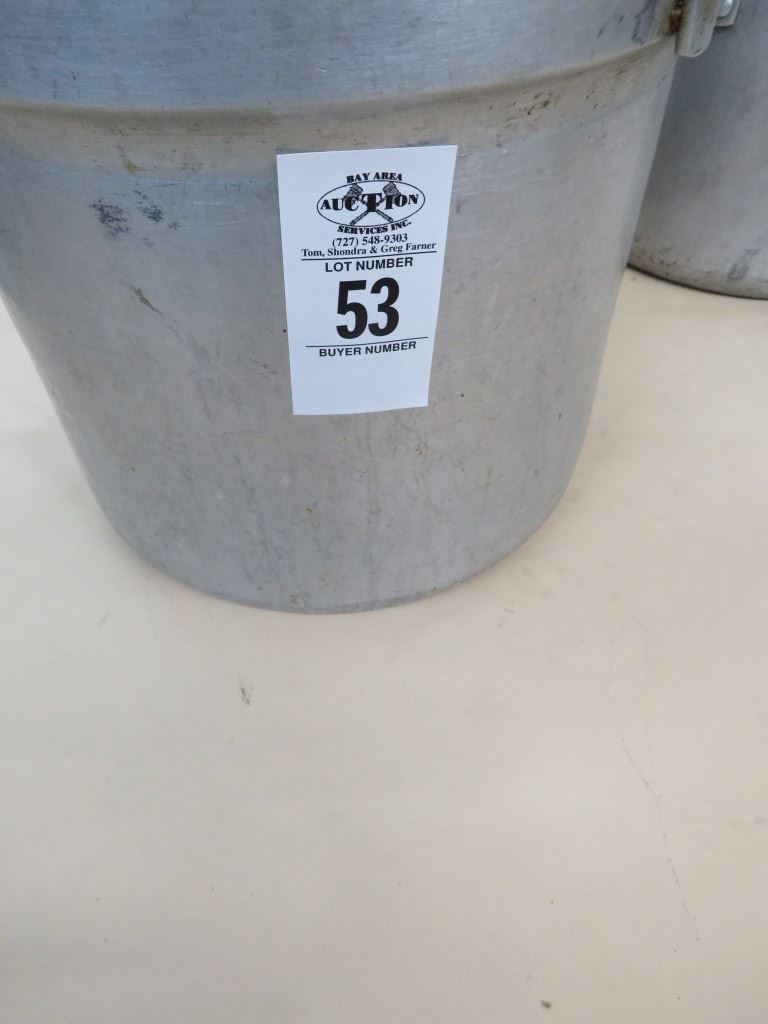 BAY AREA
AUCTION
SERVICES INC.
(727) 548-9303
Tom, Shondra & Greg Farner
LOT NUMBER
53
BUYER NUMBER